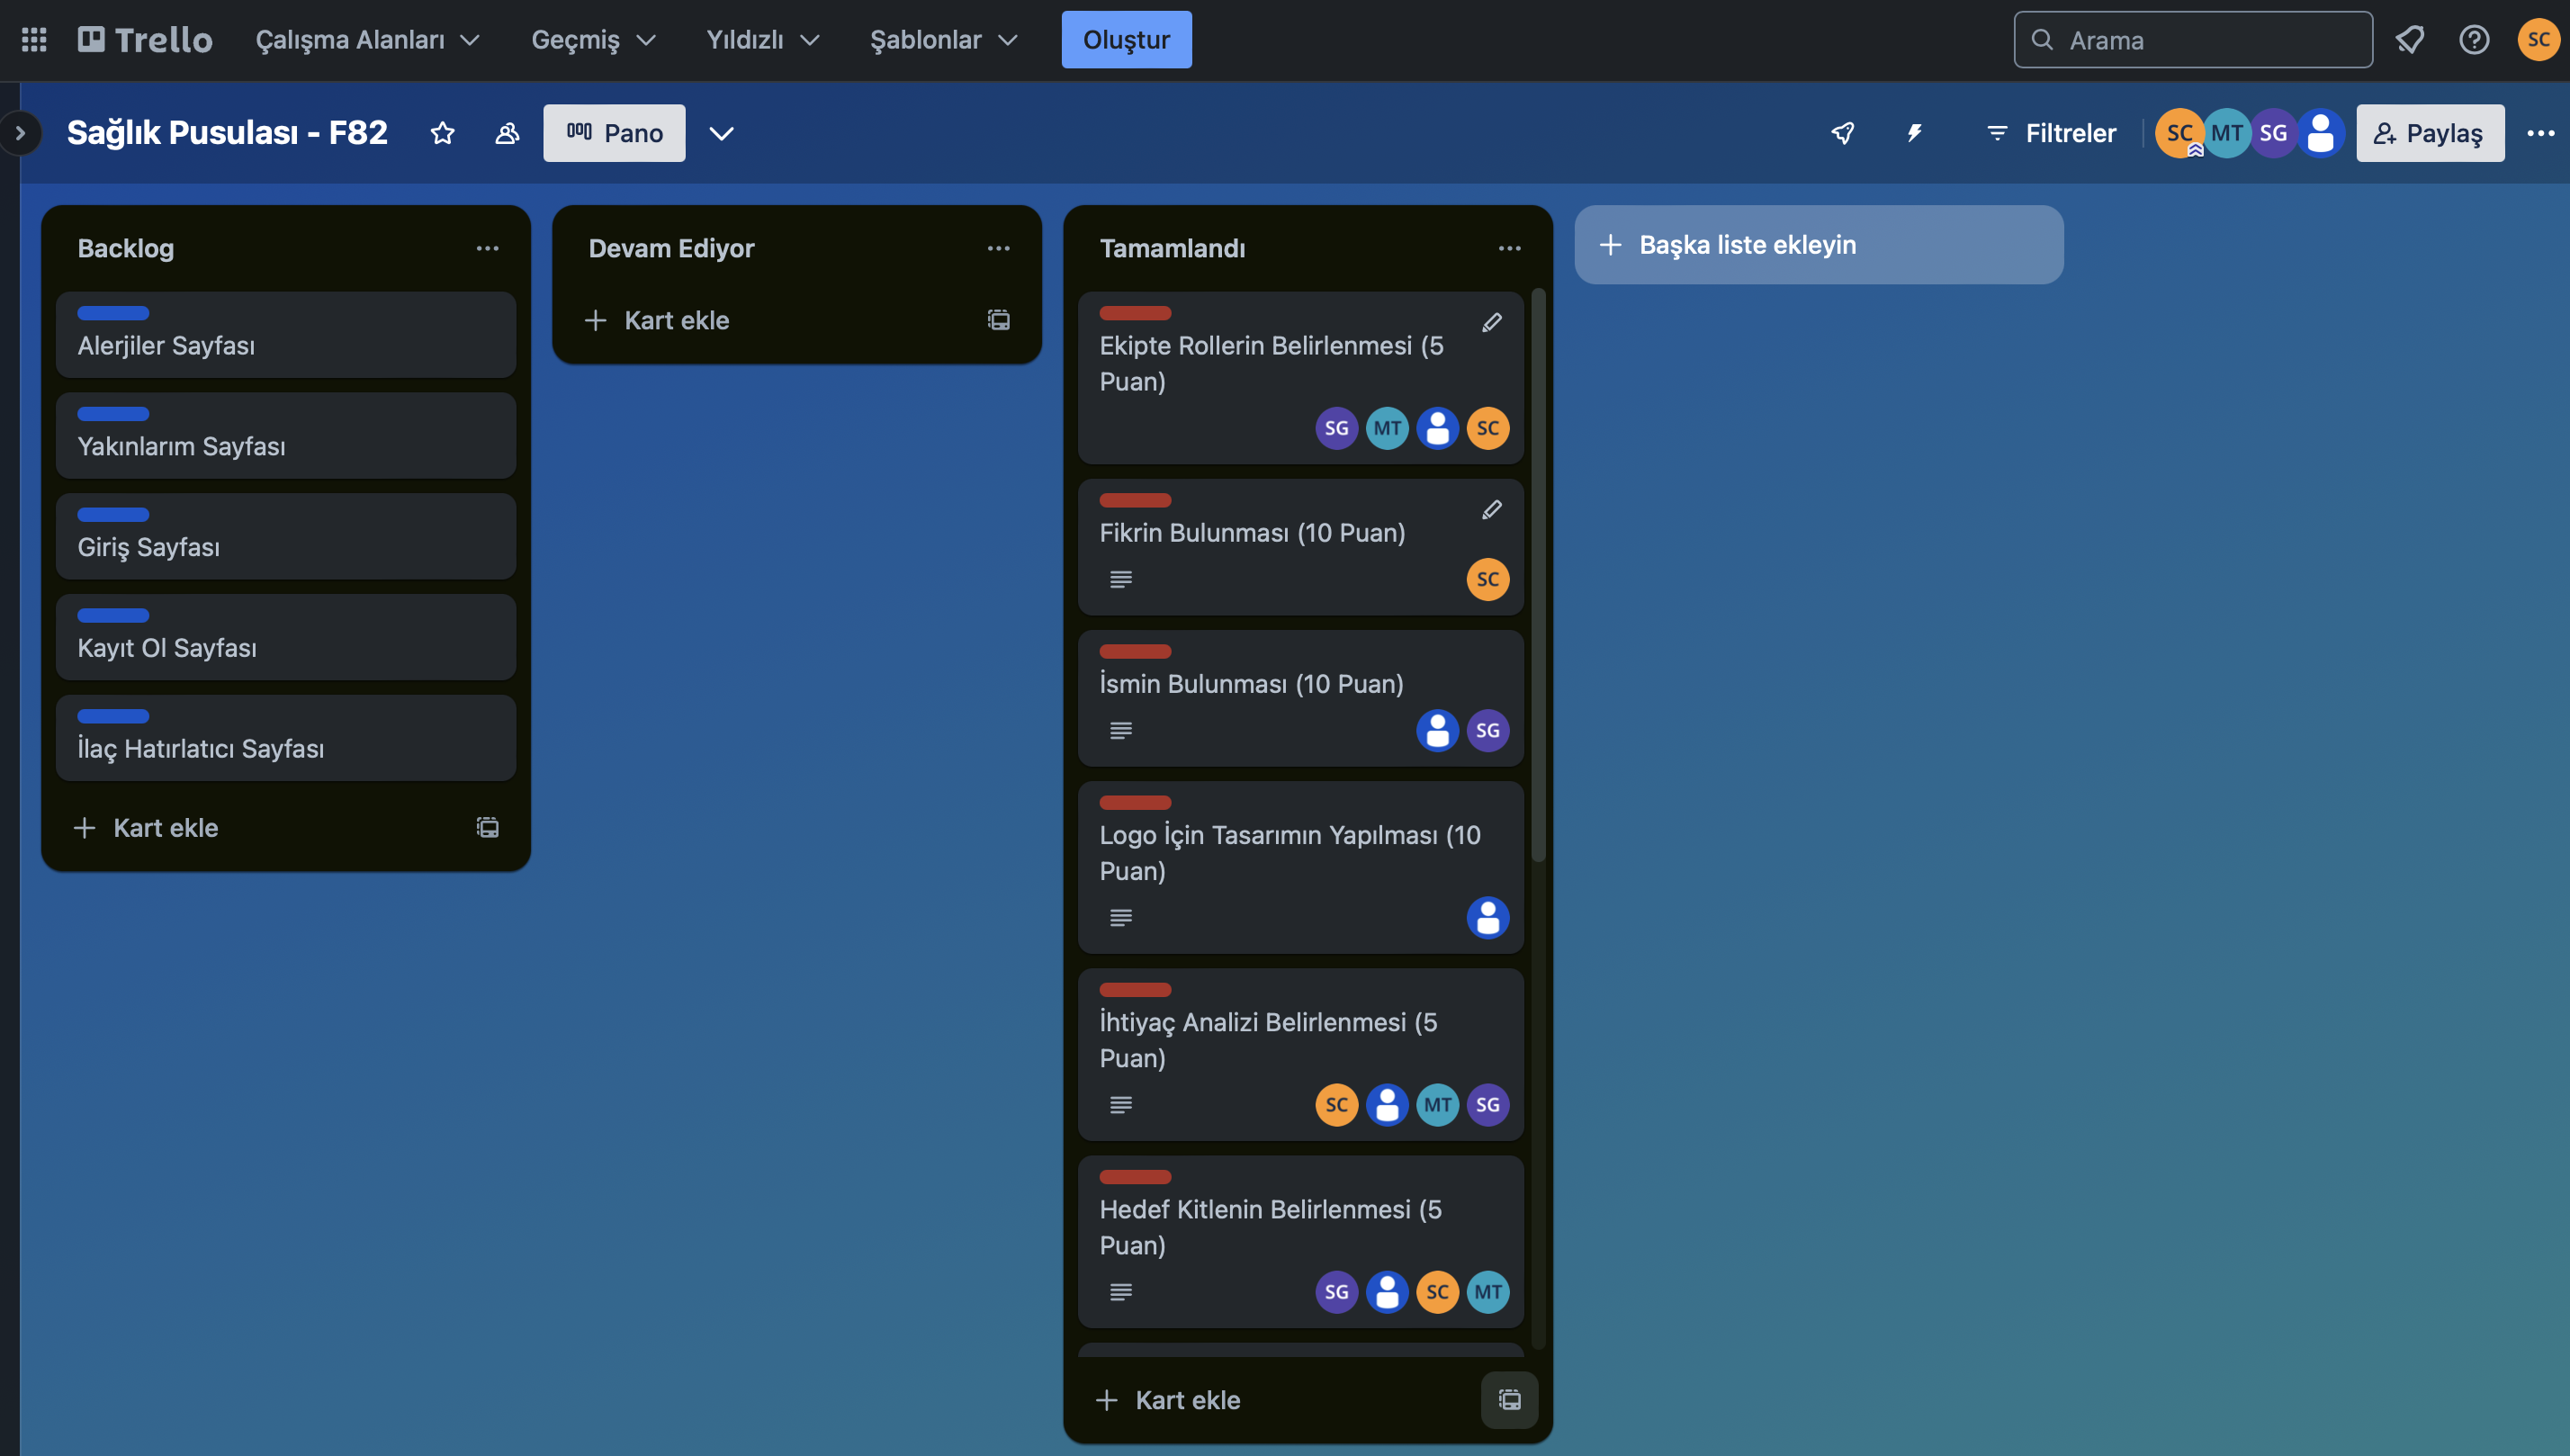 Trello
Çalışma Alanları
Geçmiş
Yıldızlı
Şablonlar
Oluştur
Arama
SC
Sağlık Pusulası - F82
Pano
Filtreler
SC
MT
SG
Paylaş
Backlog
Alerjiler Sayfası
Yakınlarım Sayfası
Giriş Sayfası
Kayıt Ol Sayfası
İlaç Hatırlatıcı Sayfası
Kart ekle
Devam Ediyor
Kart ekle
Tamamlandı
Ekipte Rollerin Belirlenmesi (5
Puan)
SG MT SC
Fikrin Bulunması (10 Puan)
SC
İsmin Bulunması (10 Puan)
SG
Logo İçin Tasarımın Yapılması (10
Puan)
İhtiyaç Analizi Belirlenmesi (5
Puan)
SC MT SG
Hedef Kitlenin Belirlenmesi (5
Puan)
SG SC MT
Kart ekle
Başka liste ekleyin